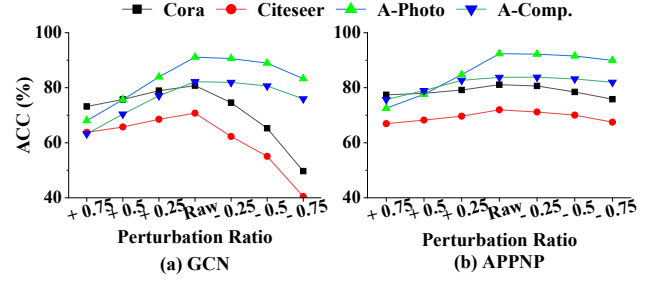 Cora Citeseer A-Photo A-Comp.
ACC (%)
100
80
60
40
+ 0.75 + 0.5 + 0.25 Raw - 0.25 - 0.5 - 0.75
Perturbation Ratio
(a) GCN
100
80
60
40
+ 0.75 + 0.5 + 0.25 Raw - 0.25 - 0.5 - 0.75
Perturbation Ratio
(b) APPNP